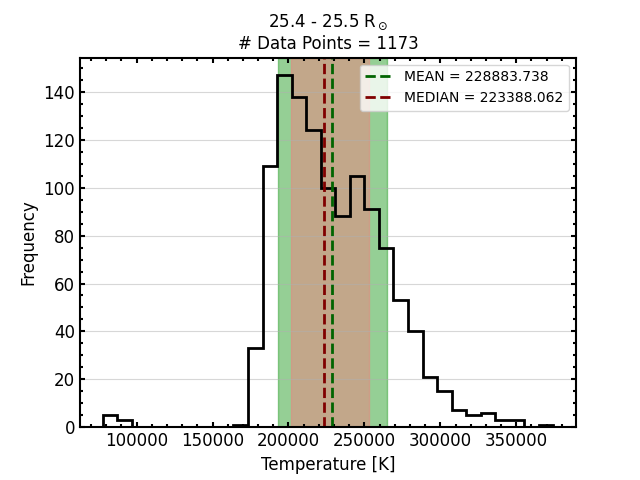 25.4 - 25.5 R⊙
# Data Points = 1173
MEAN = 228883.738
MEDIAN = 223388.062
Frequency
140
120
100
80
60
40
20
0
100000 150000 200000 250000 300000 350000
Temperature [K]